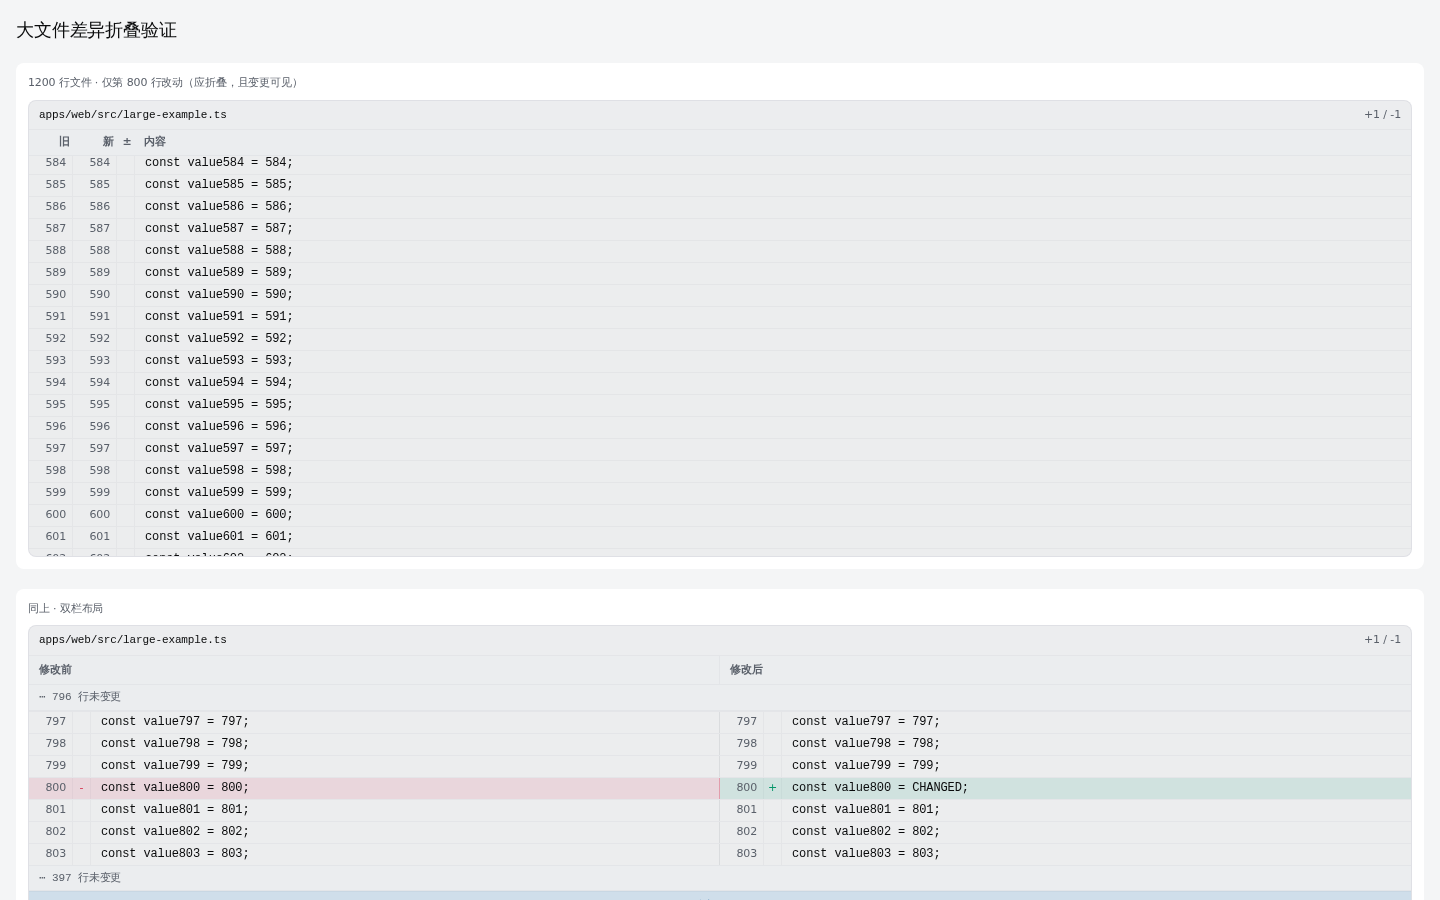 大文件差异折叠验证
1200 行文件 · 仅第 800 行改动（应折叠，且变更可见）
apps/web/src/large-example.ts +1 / -1
旧 新 ± 内容
584 584 const value584 = 584;
585 585 const value585 = 585;
586 586 const value586 = 586;
587 587 const value587 = 587;
588 588 const value588 = 588;
589 589 const value589 = 589;
590 590 const value590 = 590;
591 591 const value591 = 591;
592 592 const value592 = 592;
593 593 const value593 = 593;
594 594 const value594 = 594;
595 595 const value595 = 595;
596 596 const value596 = 596;
597 597 const value597 = 597;
598 598 const value598 = 598;
599 599 const value599 = 599;
600 600 const value600 = 600;
601 601 const value601 = 601;
同上 · 双栏布局
apps/web/src/large-example.ts +1 / -1
修改前 修改后
⋯ 796 行未变更
797 const value797 = 797; 797 const value797 = 797;
798 const value798 = 798; 798 const value798 = 798;
799 const value799 = 799; 799 const value799 = 799;
800 - const value800 = 800; 800 + const value800 = CHANGED;
801 const value801 = 801; 801 const value801 = 801;
802 const value802 = 802; 802 const value802 = 802;
803 const value803 = 803; 803 const value803 = 803;
⋯ 397 行未变更